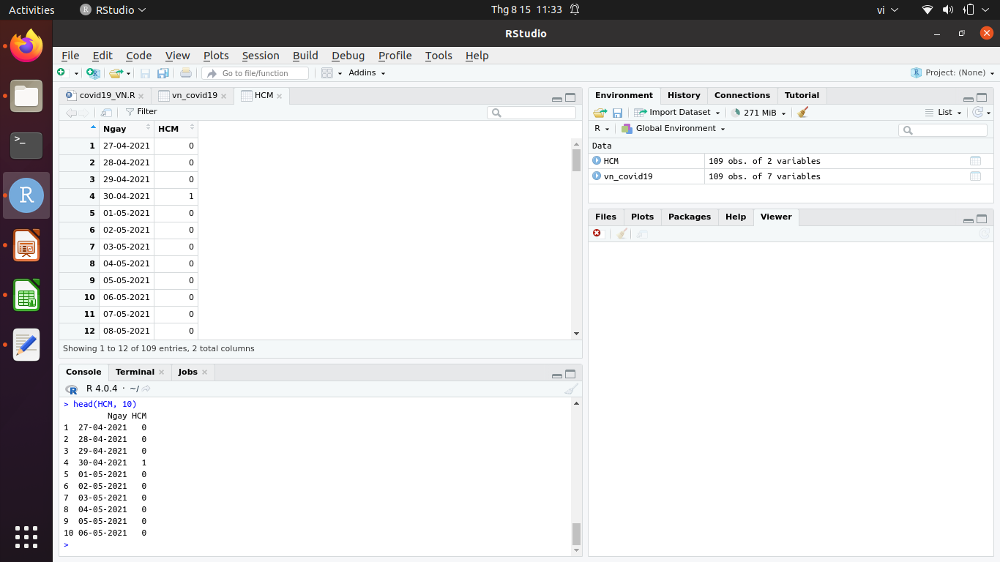 Activities RStudio Thg 8 15 11:33 vi
RStudio
File Edit Code View Plots Session Build Debug Profile Tools Help
Go to file/function Addins Project: (None)
covid19_VN.R vn_covid19 HCM
Filter
Ngay HCM
1 27-04-2021 0
2 28-04-2021 0
3 29-04-2021 0
4 30-04-2021 1
5 01-05-2021 0
6 02-05-2021 0
7 03-05-2021 0
8 04-05-2021 0
9 05-05-2021 0
10 06-05-2021 0
11 07-05-2021 0
12 08-05-2021 0
Showing 1 to 12 of 109 entries, 2 total columns
Console Terminal Jobs
R 4.0.4 · ~/
> head(HCM, 10)
Ngay HCM
1 27-04-2021 0
2 28-04-2021 0
3 29-04-2021 0
4 30-04-2021 1
5 01-05-2021 0
6 02-05-2021 0
7 03-05-2021 0
8 04-05-2021 0
9 05-05-2021 0
10 06-05-2021 0
>
Environment History Connections Tutorial
Import Dataset 271 MiB List
R Global Environment
Data
HCM 109 obs. of 2 variables
vn_covid19 109 obs. of 7 variables
Files Plots Packages Help Viewer